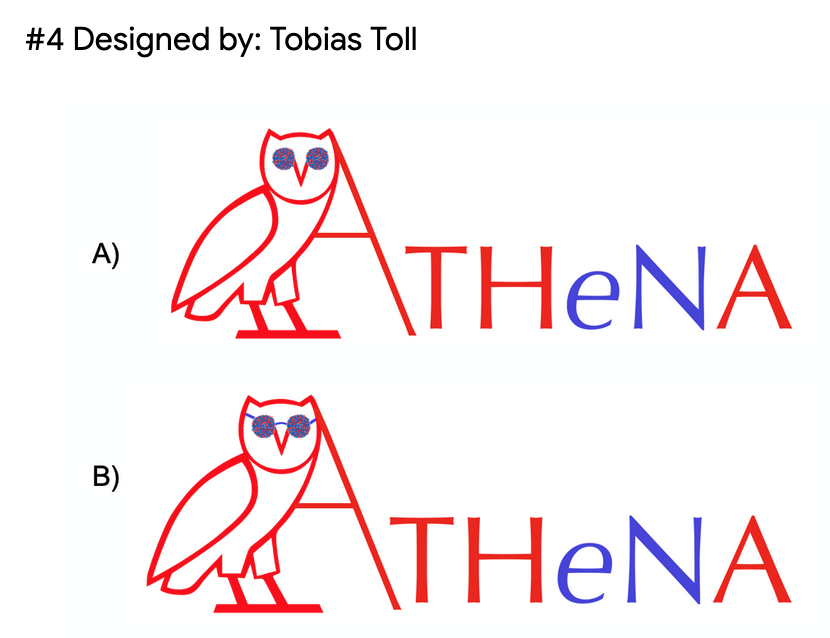 #4 Designed by: Tobias Toll
A)
ATHeNA
B)
ATHeNA